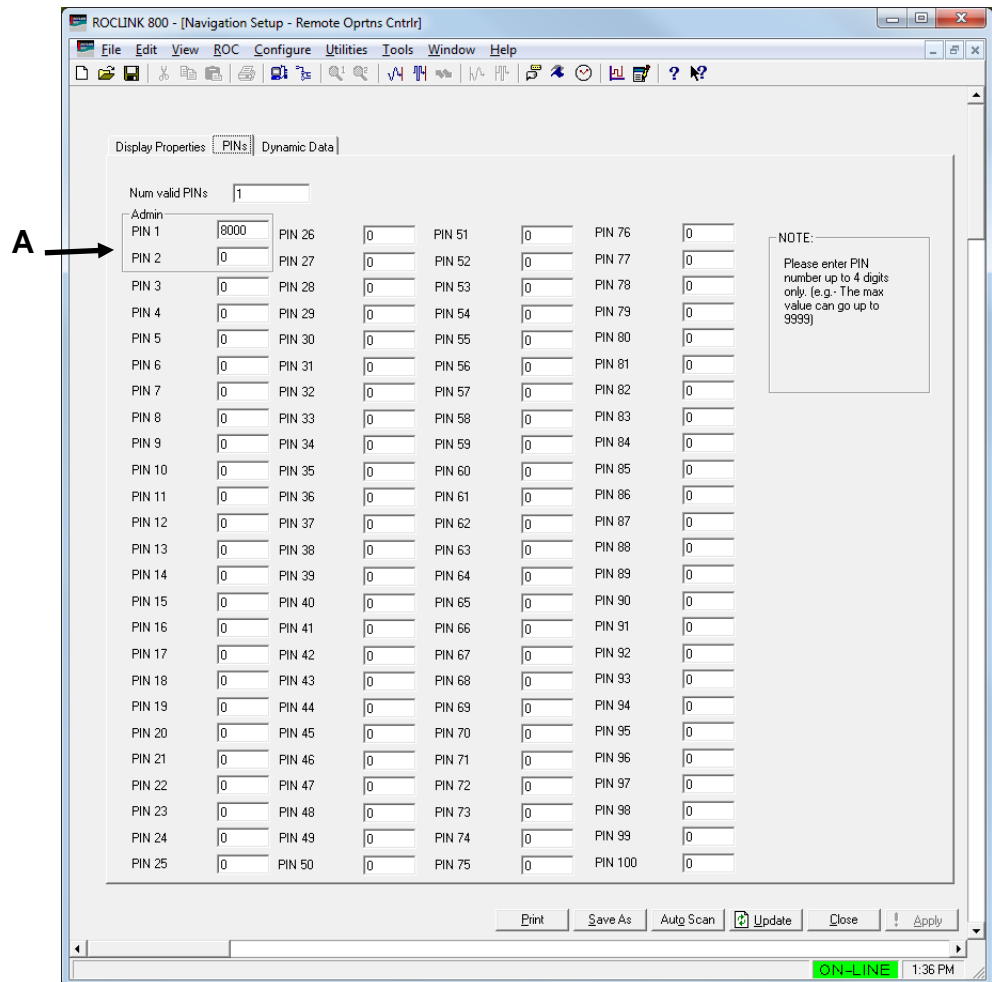 ROCLINK 800 - [Navigation Setup - Remote Oprtns Cntrlr]
File Edit View ROC Configure Utilities Tools Window Help
Display Properties PINs Dynamic Data
Num valid PINs 1
Admin
A
PIN 1 8000 PIN 26 0 PIN 51 0 PIN 76 0
PIN 2 0 PIN 27 0 PIN 52 0 PIN 77 0
PIN 3 0 PIN 28 0 PIN 53 0 PIN 78 0
PIN 4 0 PIN 29 0 PIN 54 0 PIN 79 0
PIN 5 0 PIN 30 0 PIN 55 0 PIN 80 0
PIN 6 0 PIN 31 0 PIN 56 0 PIN 81 0
PIN 7 0 PIN 32 0 PIN 57 0 PIN 82 0
PIN 8 0 PIN 33 0 PIN 58 0 PIN 83 0
PIN 9 0 PIN 34 0 PIN 59 0 PIN 84 0
PIN 10 0 PIN 35 0 PIN 60 0 PIN 85 0
PIN 11 0 PIN 36 0 PIN 61 0 PIN 86 0
PIN 12 0 PIN 37 0 PIN 62 0 PIN 87 0
PIN 13 0 PIN 38 0 PIN 63 0 PIN 88 0
PIN 14 0 PIN 39 0 PIN 64 0 PIN 89 0
PIN 15 0 PIN 40 0 PIN 65 0 PIN 90 0
PIN 16 0 PIN 41 0 PIN 66 0 PIN 91 0
PIN 17 0 PIN 42 0 PIN 67 0 PIN 92 0
PIN 18 0 PIN 43 0 PIN 68 0 PIN 93 0
PIN 19 0 PIN 44 0 PIN 69 0 PIN 94 0
PIN 20 0 PIN 45 0 PIN 70 0 PIN 95 0
PIN 21 0 PIN 46 0 PIN 71 0 PIN 96 0
PIN 22 0 PIN 47 0 PIN 72 0 PIN 97 0
PIN 23 0 PIN 48 0 PIN 73 0 PIN 98 0
PIN 24 0 PIN 49 0 PIN 74 0 PIN 99 0
PIN 25 0 PIN 50 0 PIN 75 0 PIN 100 0
NOTE:
Please enter PIN
number up to 4 digits
only. (e.g.- The max
value can go up to
9999)
Print Save As Auto Scan Update Close ! Apply
ON-LINE 1:36 PM